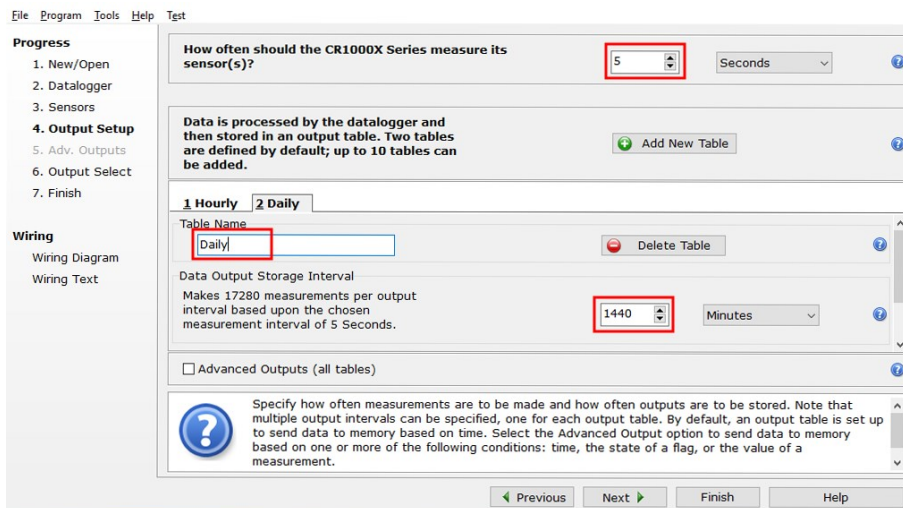 File Program Tools Help Test
Progress
1. New/Open
2. Datalogger
3. Sensors
4. Output Setup
5. Adv. Outputs
6. Output Select
7. Finish
Wiring
Wiring Diagram
Wiring Text
How often should the CR1000X Series measure its
sensor(s)?
5 Seconds
Data is processed by the datalogger and
then stored in an output table. Two tables
are defined by default; up to 10 tables can
be added.
Add New Table
1 Hourly 2 Daily
Table Name
Daily
Delete Table
Data Output Storage Interval
Makes 17280 measurements per output
interval based upon the chosen
measurement interval of 5 Seconds.
1440 Minutes
Advanced Outputs (all tables)
Specify how often measurements are to be made and how often outputs are to be stored. Note that
multiple output intervals can be specified, one for each output table. By default, an output table is set up
to send data to memory based on time. Select the Advanced Output option to send data to memory
based on one or more of the following conditions: time, the state of a flag, or the value of a
measurement.
Previous Next Finish Help